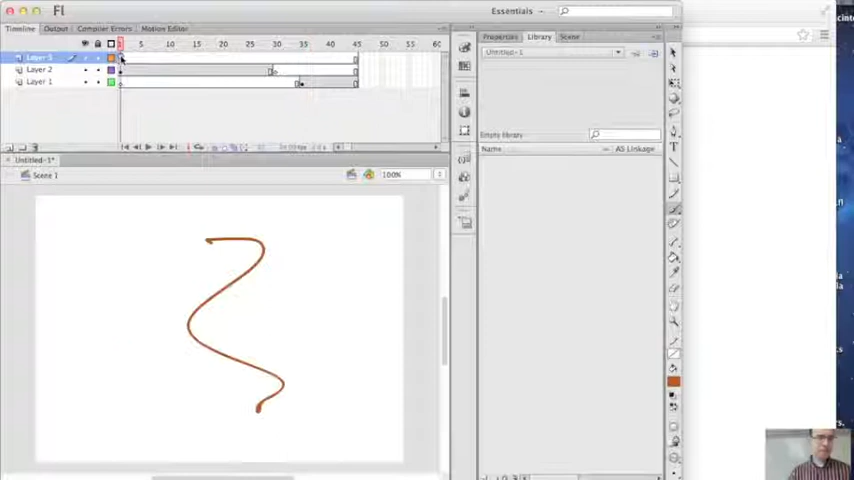 Fl
Essentials
Timeline Output Compiler Errors Motion Editor
Properties Library Scene
1 5 10 15 20 25 30 35 40 45 50 55 60
Layer 3
Layer 2
Layer 1
Untitled-1
Empty library
Name AS Linkage
Untitled-1*
Scene 1
100%